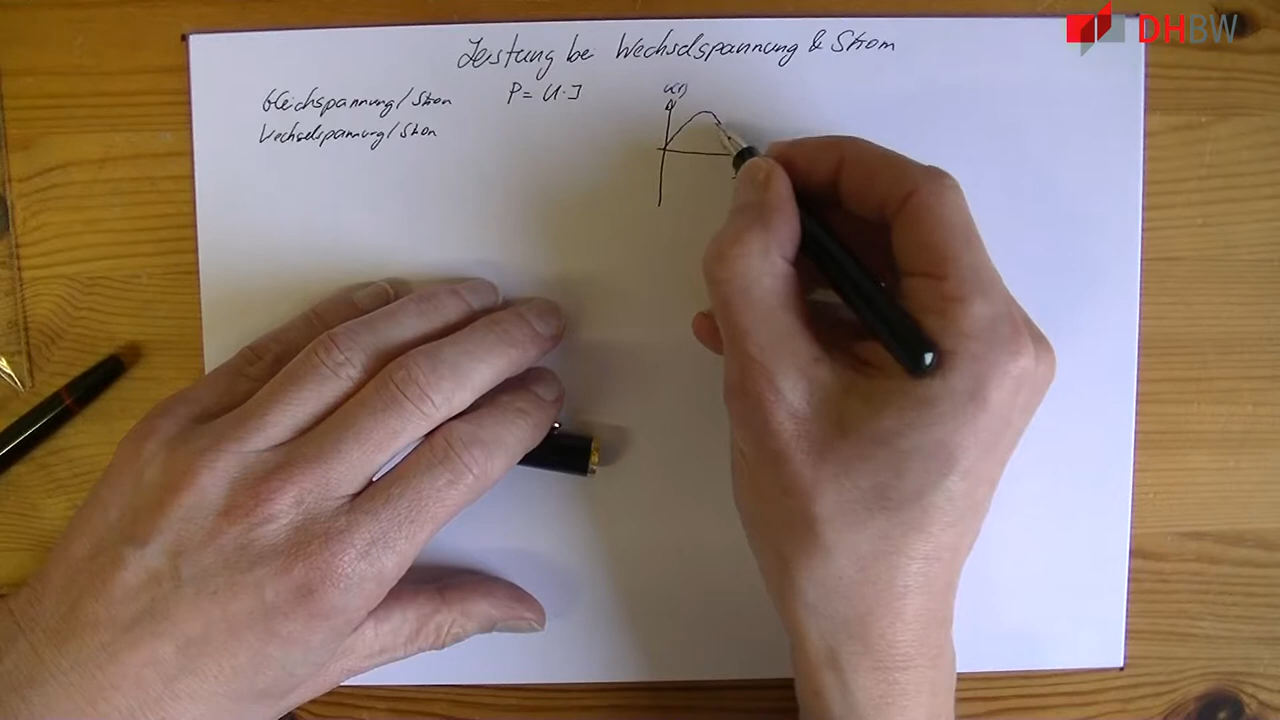 DHBW
Leistung bei Wechselspannung & Strom
Gleichspannung/Strom P = U·I
u(t)
Wechselspannung/Strom